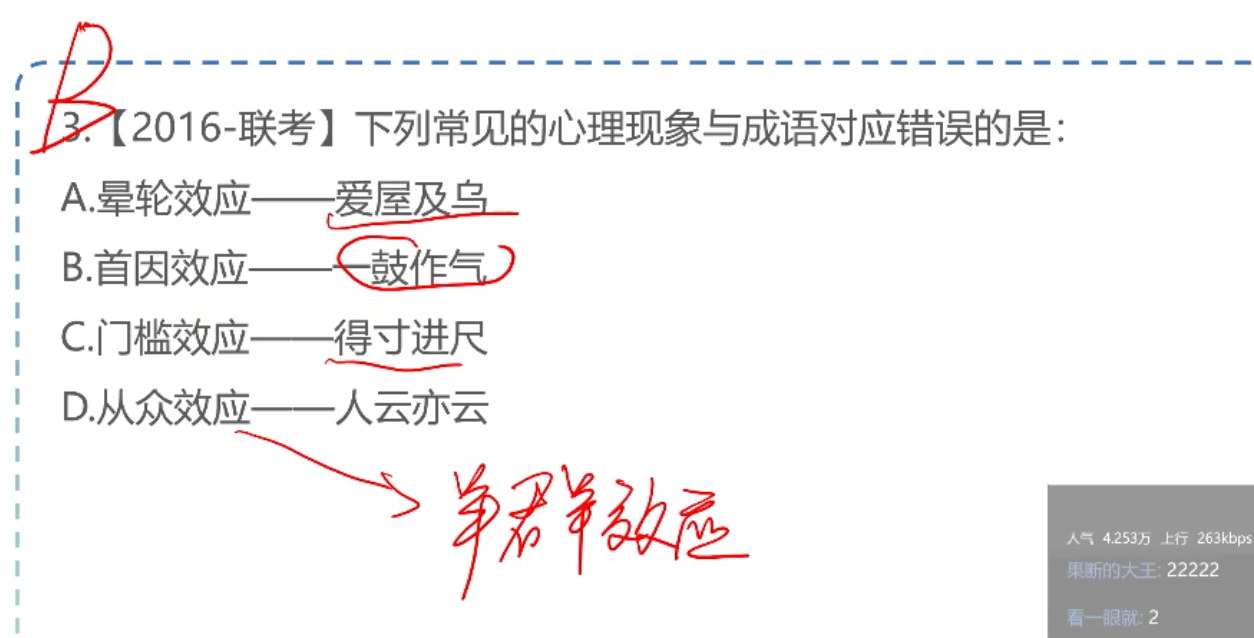 B
3.【2016-联考】下列常见的心理现象与成语对应错误的是：
A.晕轮效应——爱屋及乌
B.首因效应——一鼓作气
C.门槛效应——得寸进尺
D.从众效应——人云亦云
羊群效应
人气 4.253万 上行 263kbps
果断的大王: 22222
看一眼就: 2